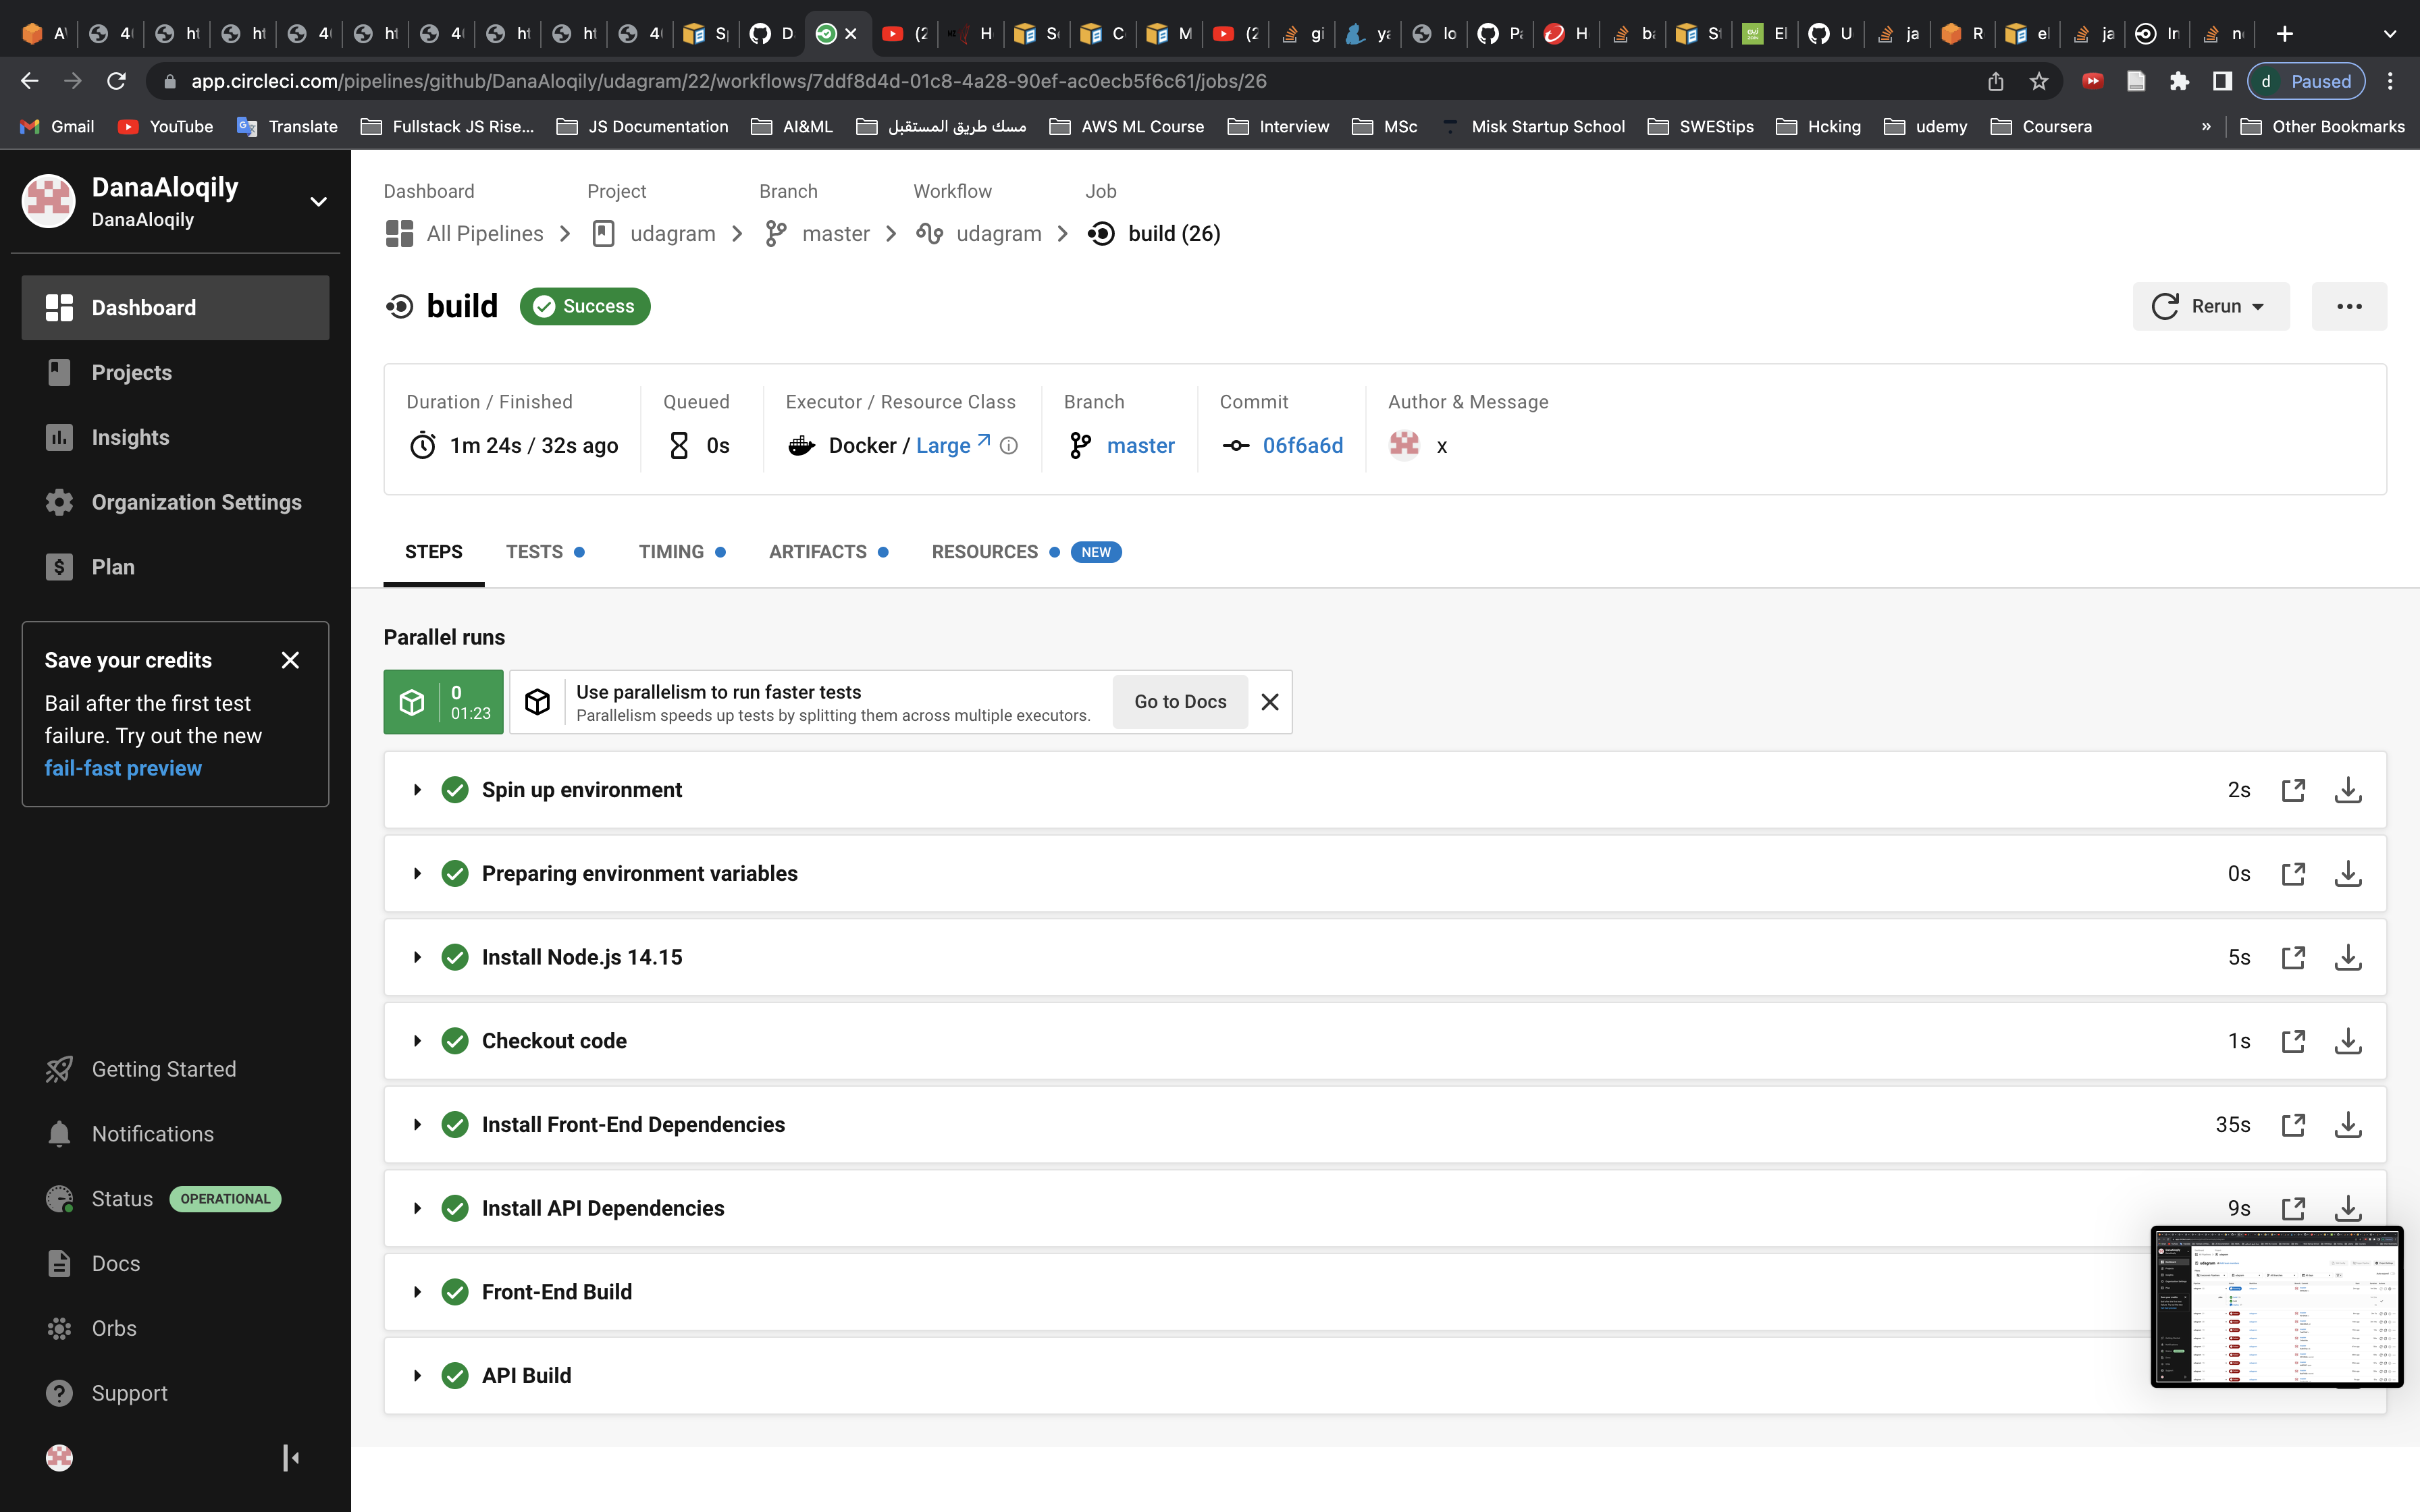 A
4
ht
ht
4
ht
4
ht
ht
4
S
D
(2
H
S
C
M
(2
gi
ya
lo
Pa
H
ba
S
El
U
ja
R
el
ja
In
n
app.circleci.com/pipelines/github/DanaAloqily/udagram/22/workflows/7ddf8d4d-01c8-4a28-90ef-ac0ecb5f6c61/jobs/26
d Paused
Gmail YouTube Translate Fullstack JS Rise... JS Documentation AI&ML مسك طريق المستقبل AWS ML Course Interview MSc Misk Startup School SWEStips Hcking udemy Coursera » Other Bookmarks
DanaAloqily
DanaAloqily
Dashboard
Projects
Insights
Organization Settings
Plan
Save your credits
Bail after the first test
failure. Try out the new
fail-fast preview
Getting Started
Notifications
Status OPERATIONAL
Docs
Orbs
Support
Dashboard Project Branch Workflow Job
All Pipelines udagram master udagram build (26)
build Success
Rerun
Duration / Finished Queued Executor / Resource Class Branch Commit Author & Message
1m 24s / 32s ago 0s Docker / Large master 06f6a6d x
STEPS TESTS TIMING ARTIFACTS RESOURCES NEW
Parallel runs
0
01:23
Use parallelism to run faster tests
Parallelism speeds up tests by splitting them across multiple executors.
Go to Docs
Spin up environment 2s
Preparing environment variables 0s
Install Node.js 14.15 5s
Checkout code 1s
Install Front-End Dependencies 35s
Install API Dependencies 9s
Front-End Build
API Build